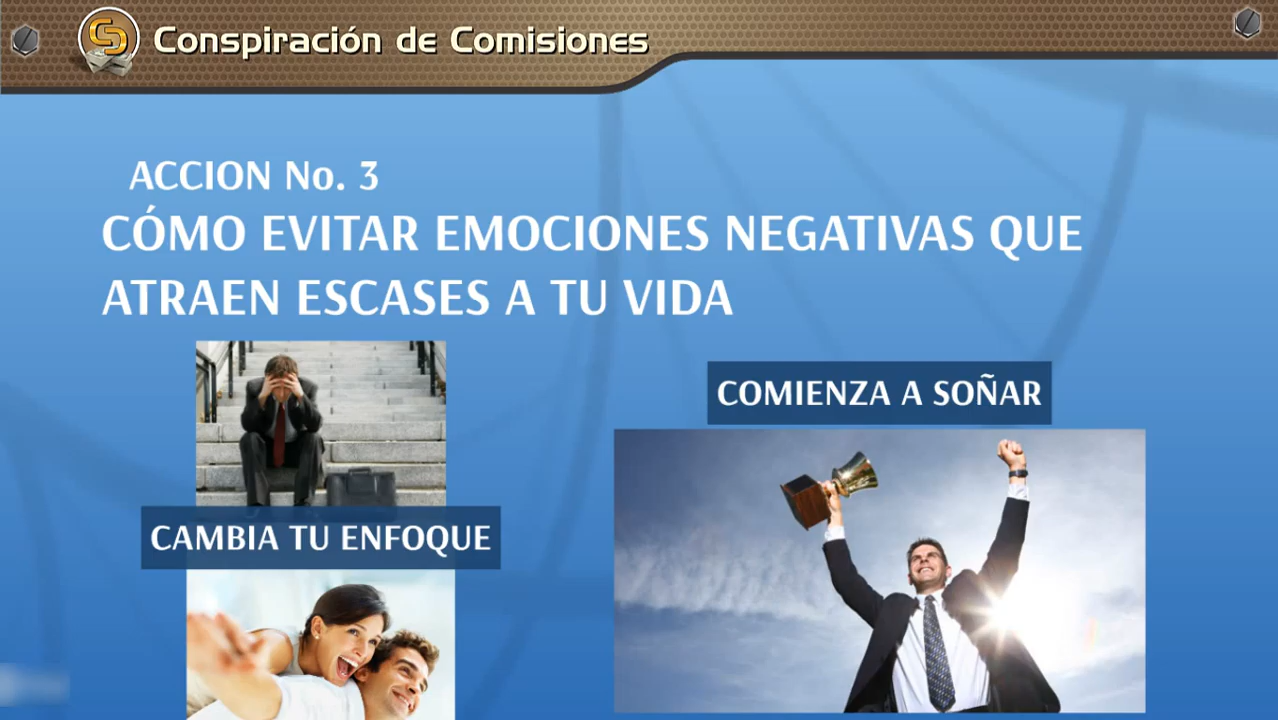 Conspiración de Comisiones
ACCION No. 3
CÓMO EVITAR EMOCIONES NEGATIVAS QUE
ATRAEN ESCASES A TU VIDA
COMIENZA A SOÑAR
CAMBIA TU ENFOQUE